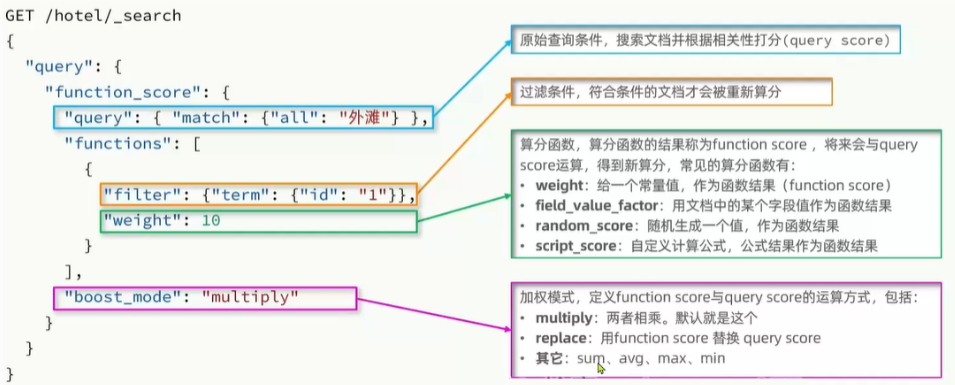 GET /hotel/_search
{
"query": {
"function_score": {
"query": { "match": {"all": "外滩"} },
"functions": [
{
"filter": {"term": {"id": "1"}},
"weight": 10
}
],
"boost_mode": "multiply"
}
}
}
原始查询条件，搜索文档并根据相关性打分(query score)
过滤条件，符合条件的文档才会被重新算分
算分函数，算分函数的结果称为function score ，将来会与query
score运算，得到新算分，常见的算分函数有：
• weight：给一个常量值，作为函数结果（function score）
• field_value_factor：用文档中的某个字段值作为函数结果
• random_score：随机生成一个值，作为函数结果
• script_score：自定义计算公式，公式结果作为函数结果
加权模式，定义function score与query score的运算方式，包括：
• multiply：两者相乘。默认就是这个
• replace：用function score 替换 query score
• 其它：sum、avg、max、min